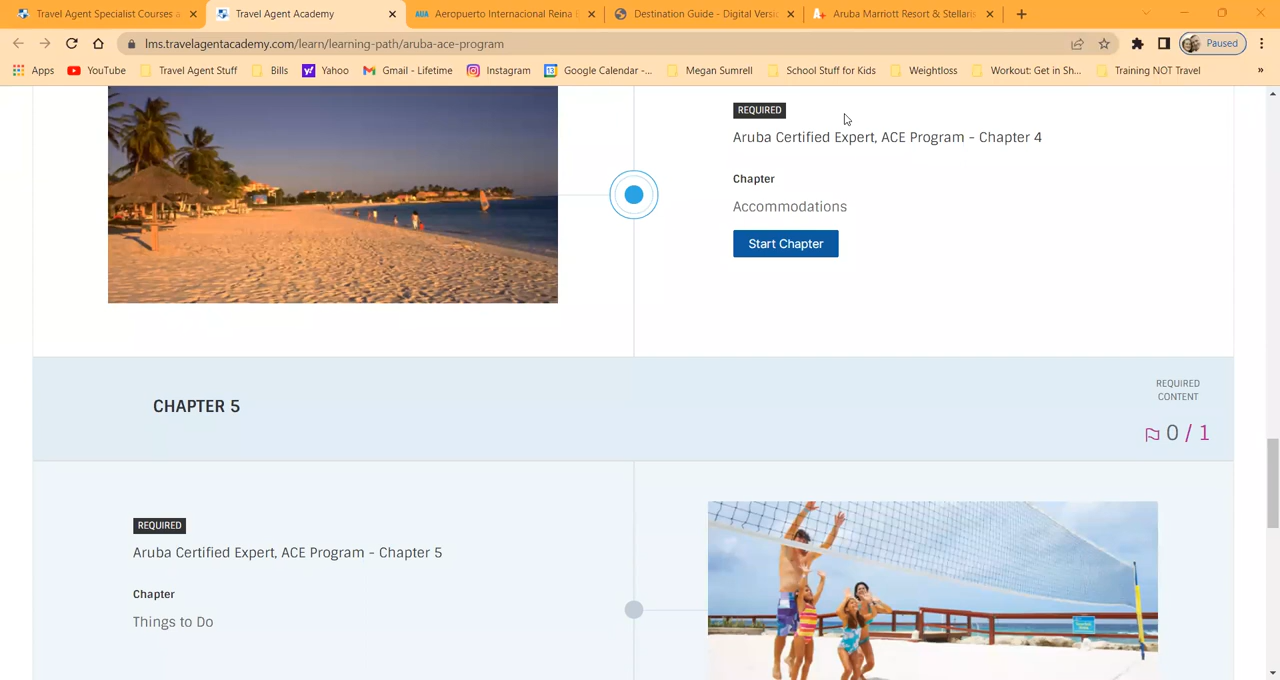 Travel Agent Specialist Courses a
Travel Agent Academy
AUA Aeropuerto Internacional Reina B
Destination Guide - Digital Versi
Aruba Marriott Resort & Stellaris
lms.travelagentacademy.com/learn/learning-path/aruba-ace-program
Paused
Apps YouTube Travel Agent Stuff Bills Yahoo Gmail - Lifetime Instagram Google Calendar -... Megan Sumrell School Stuff for Kids Weightloss Workout: Get in Sh... Training NOT Travel »
REQUIRED
Aruba Certified Expert, ACE Program - Chapter 4
Chapter
Accommodations
Start Chapter
CHAPTER 5
REQUIRED
CONTENT
0 / 1
REQUIRED
Aruba Certified Expert, ACE Program - Chapter 5
Chapter
Things to Do